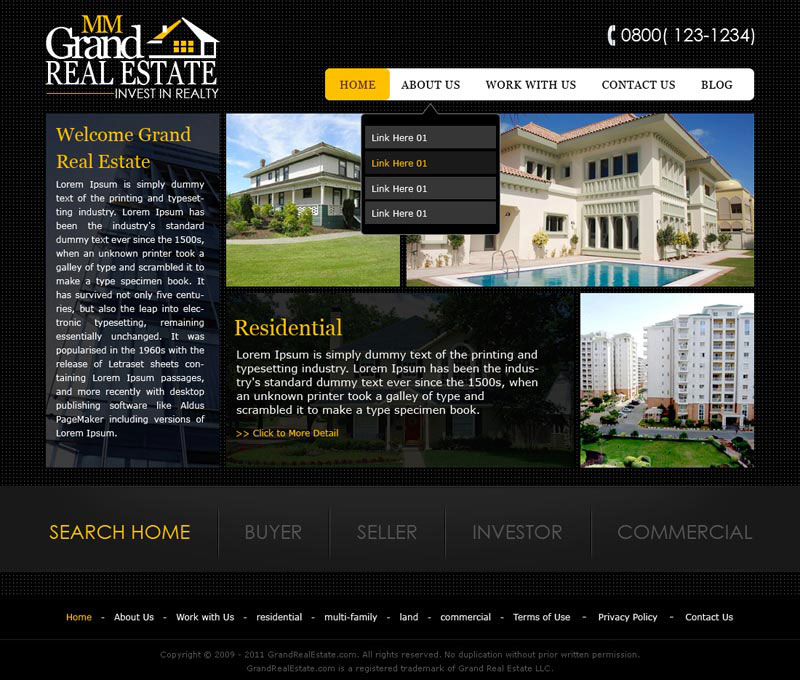 MM
Grand
REAL ESTATE
INVEST IN REALTY
0800( 123-1234)
HOME ABOUT US WORK WITH US CONTACT US BLOG
Link Here 01
Link Here 01
Link Here 01
Link Here 01
Welcome Grand
Real Estate
Lorem Ipsum is simply dummy
text of the printing and typeset-
ting industry. Lorem Ipsum has
been the industry's standard
dummy text ever since the 1500s,
when an unknown printer took a
galley of type and scrambled it to
make a type specimen book. It
has survived not only five centu-
ries, but also the leap into elec-
tronic typesetting, remaining
essentially unchanged. It was
popularised in the 1960s with the
release of Letraset sheets con-
taining Lorem Ipsum passages,
and more recently with desktop
publishing software like Aldus
PageMaker including versions of
Lorem Ipsum.
Residential
Lorem Ipsum is simply dummy text of the printing and
typesetting industry. Lorem Ipsum has been the indus-
try's standard dummy text ever since the 1500s, when
an unknown printer took a galley of type and
scrambled it to make a type specimen book.
>> Click to More Detail
SEARCH HOME BUYER SELLER INVESTOR COMMERCIAL
Home - About Us - Work with Us - residential - multi-family - land - commercial - Terms of Use - Privacy Policy - Contact Us
Copyright © 2009 - 2011 GrandRealEstate.com. All rights reserved. No duplication without prior written permission.
GrandRealEstate.com is a registered trademark of Grand Real Estate LLC.